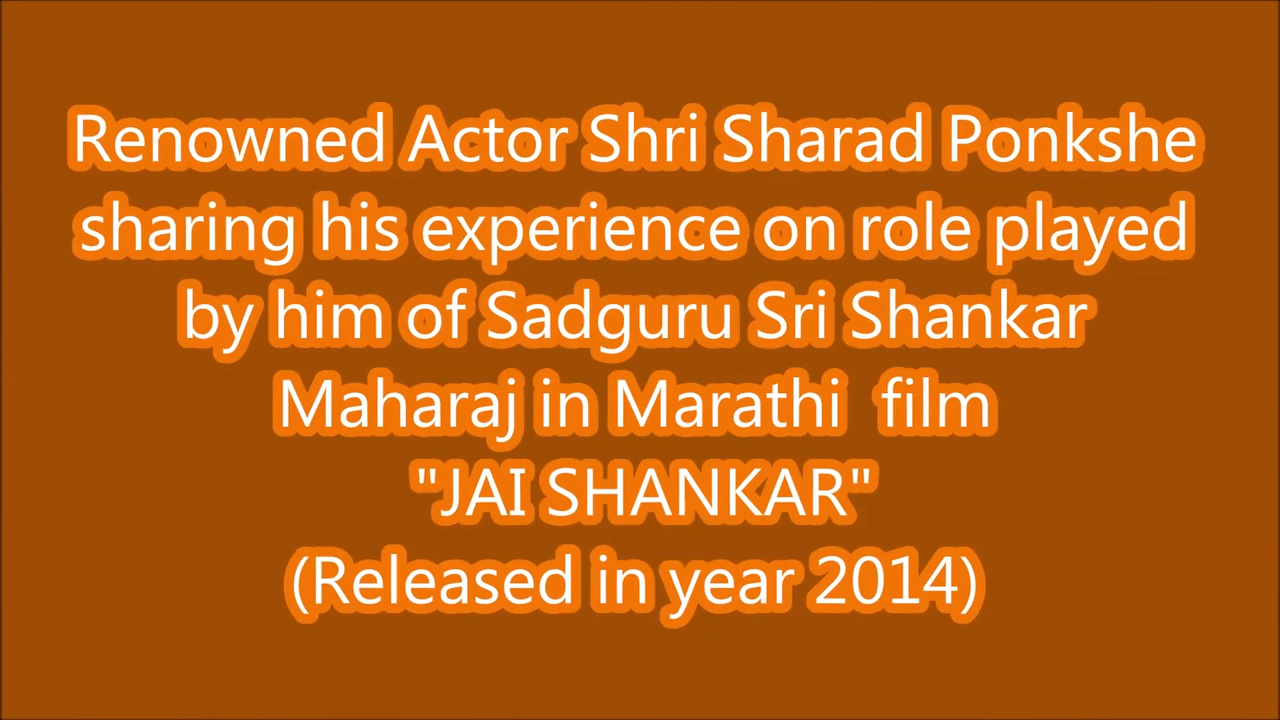 Renowned Actor Shri Sharad Ponkshe
sharing his experience on role played
by him of Sadguru Sri Shankar
Maharaj in Marathi  film
"JAI SHANKAR"
(Released in year 2014)